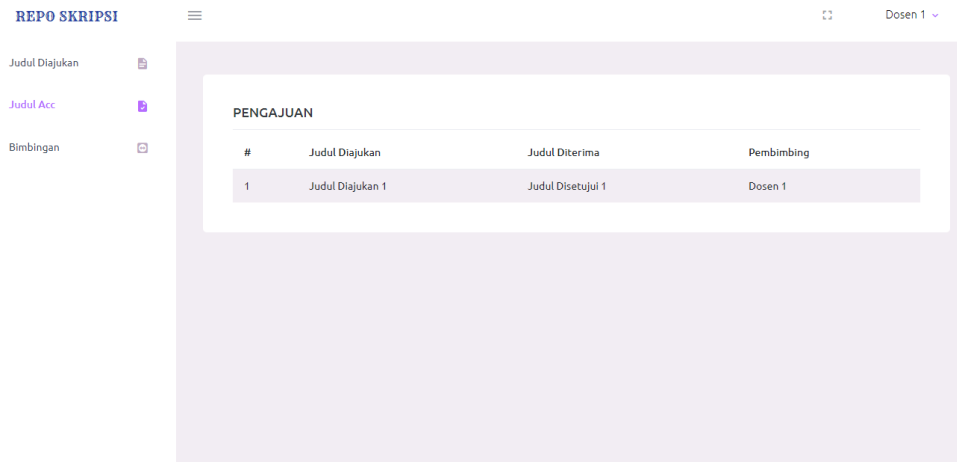 REPO SKRIPSI
Dosen 1
Judul Diajukan
Judul Acc
Bimbingan
PENGAJUAN
# Judul Diajukan Judul Diterima Pembimbing
1 Judul Diajukan 1 Judul Disetujui 1 Dosen 1